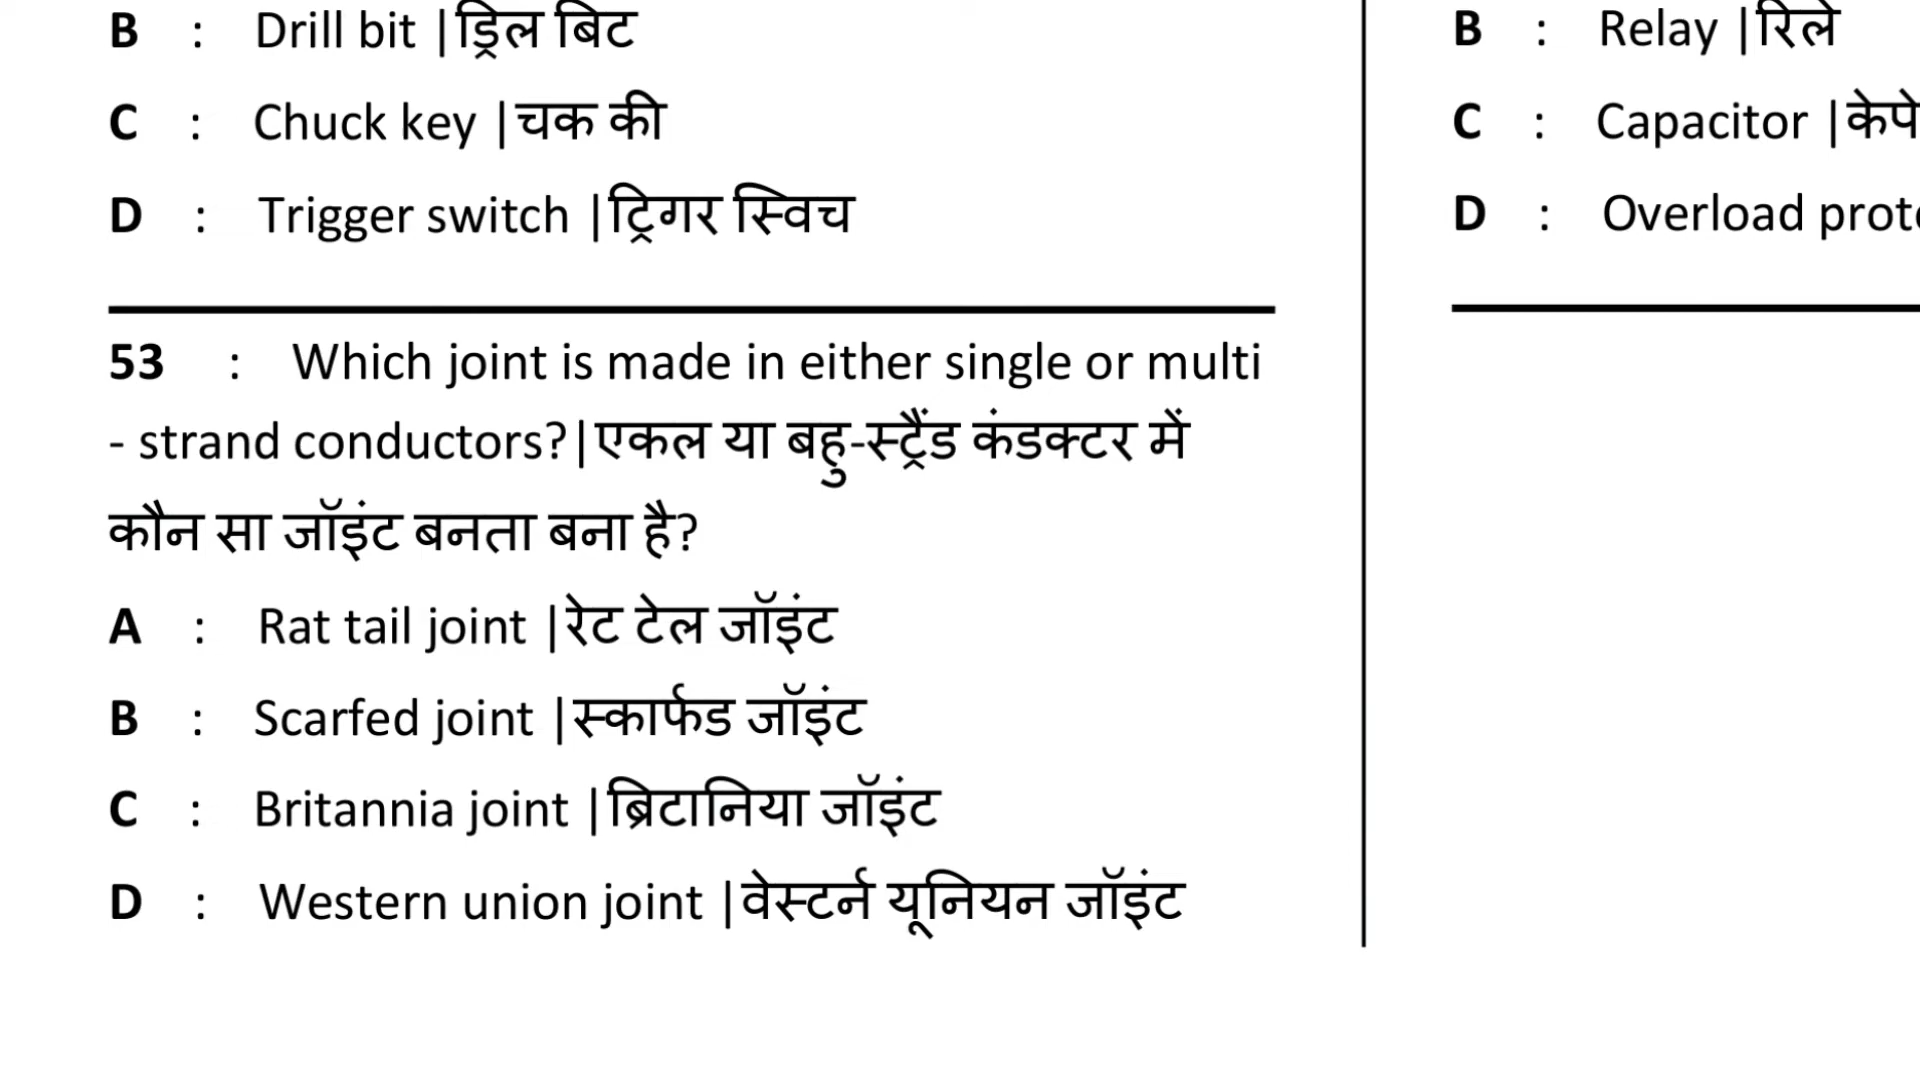 B : Drill bit |ड्रिल बिट
C : Chuck key |चक की
D : Trigger switch |ट्रिगर स्विच
53 : Which joint is made in either single or multi
- strand conductors?|एकल या बहु-स्ट्रैंड कंडक्टर में
कौन सा जॉइंट बनता बना है?
A : Rat tail joint |रेट टेल जॉइंट
B : Scarfed joint |स्कार्फड जॉइंट
C : Britannia joint |ब्रिटानिया जॉइंट
D : Western union joint |वेस्टर्न यूनियन जॉइंट
B : Relay |रिले
C : Capacitor |
D : Overload